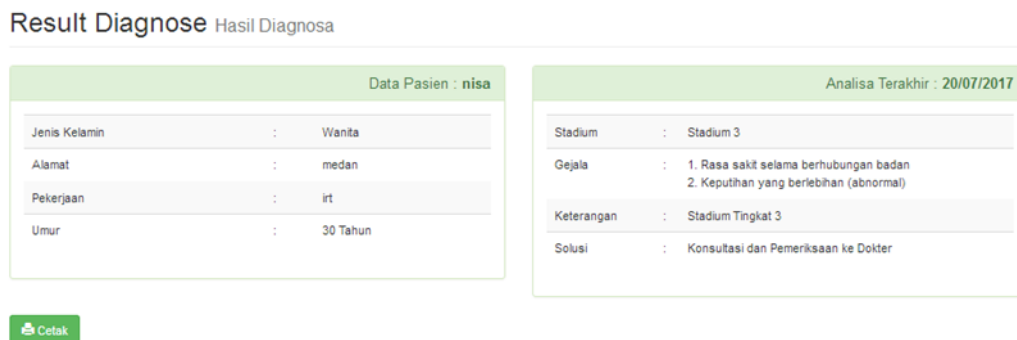 Result Diagnose Hasil Diagnosa
Data Pasien : nisa
Jenis Kelamin : Wanita
Alamat : medan
Pekerjaan : irt
Umur : 30 Tahun
Analisa Terakhir : 20/07/2017
Stadium : Stadium 3
Gejala : 1. Rasa sakit selama berhubungan badan
2. Keputihan yang berlebihan (abnormal)
Keterangan : Stadium Tingkat 3
Solusi : Konsultasi dan Pemeriksaan ke Dokter
Cetak